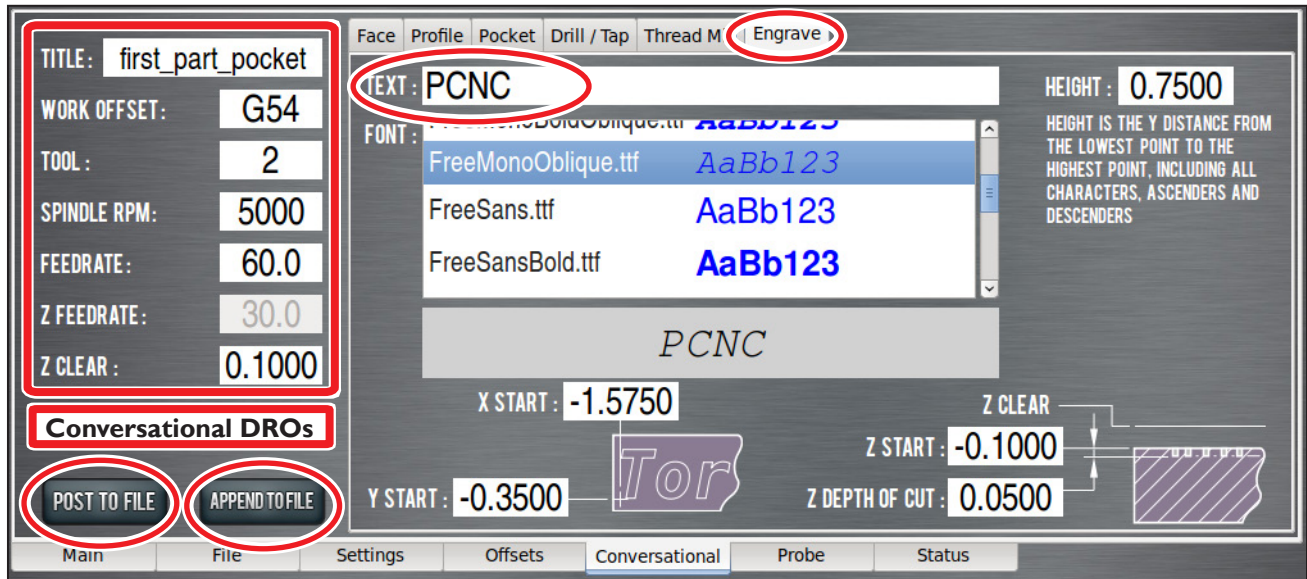 TITLE: first_part_pocket
WORK OFFSET: G54
TOOL: 2
SPINDLE RPM: 5000
FEEDRATE: 60.0
Z FEEDRATE: 30.0
Z CLEAR: 0.1000
Conversational DROs
POST TO FILE APPEND TO FILE
Face Profile Pocket Drill / Tap Thread M Engrave
TEXT: PCNC
FONT: FreeMonoBoldOblique.ttf AaBb123
FreeMonoOblique.ttf AaBb123
FreeSans.ttf AaBb123
FreeSansBold.ttf AaBb123
PCNC
HEIGHT: 0.7500
HEIGHT IS THE Y DISTANCE FROM
THE LOWEST POINT TO THE
HIGHEST POINT, INCLUDING ALL
CHARACTERS, ASCENDERS AND
DESCENDERS
X START: -1.5750
Tor
Y START: -0.3500
Z CLEAR
Z START: -0.1000
Z DEPTH OF CUT: 0.0500
Main File Settings Offsets Conversational Probe Status